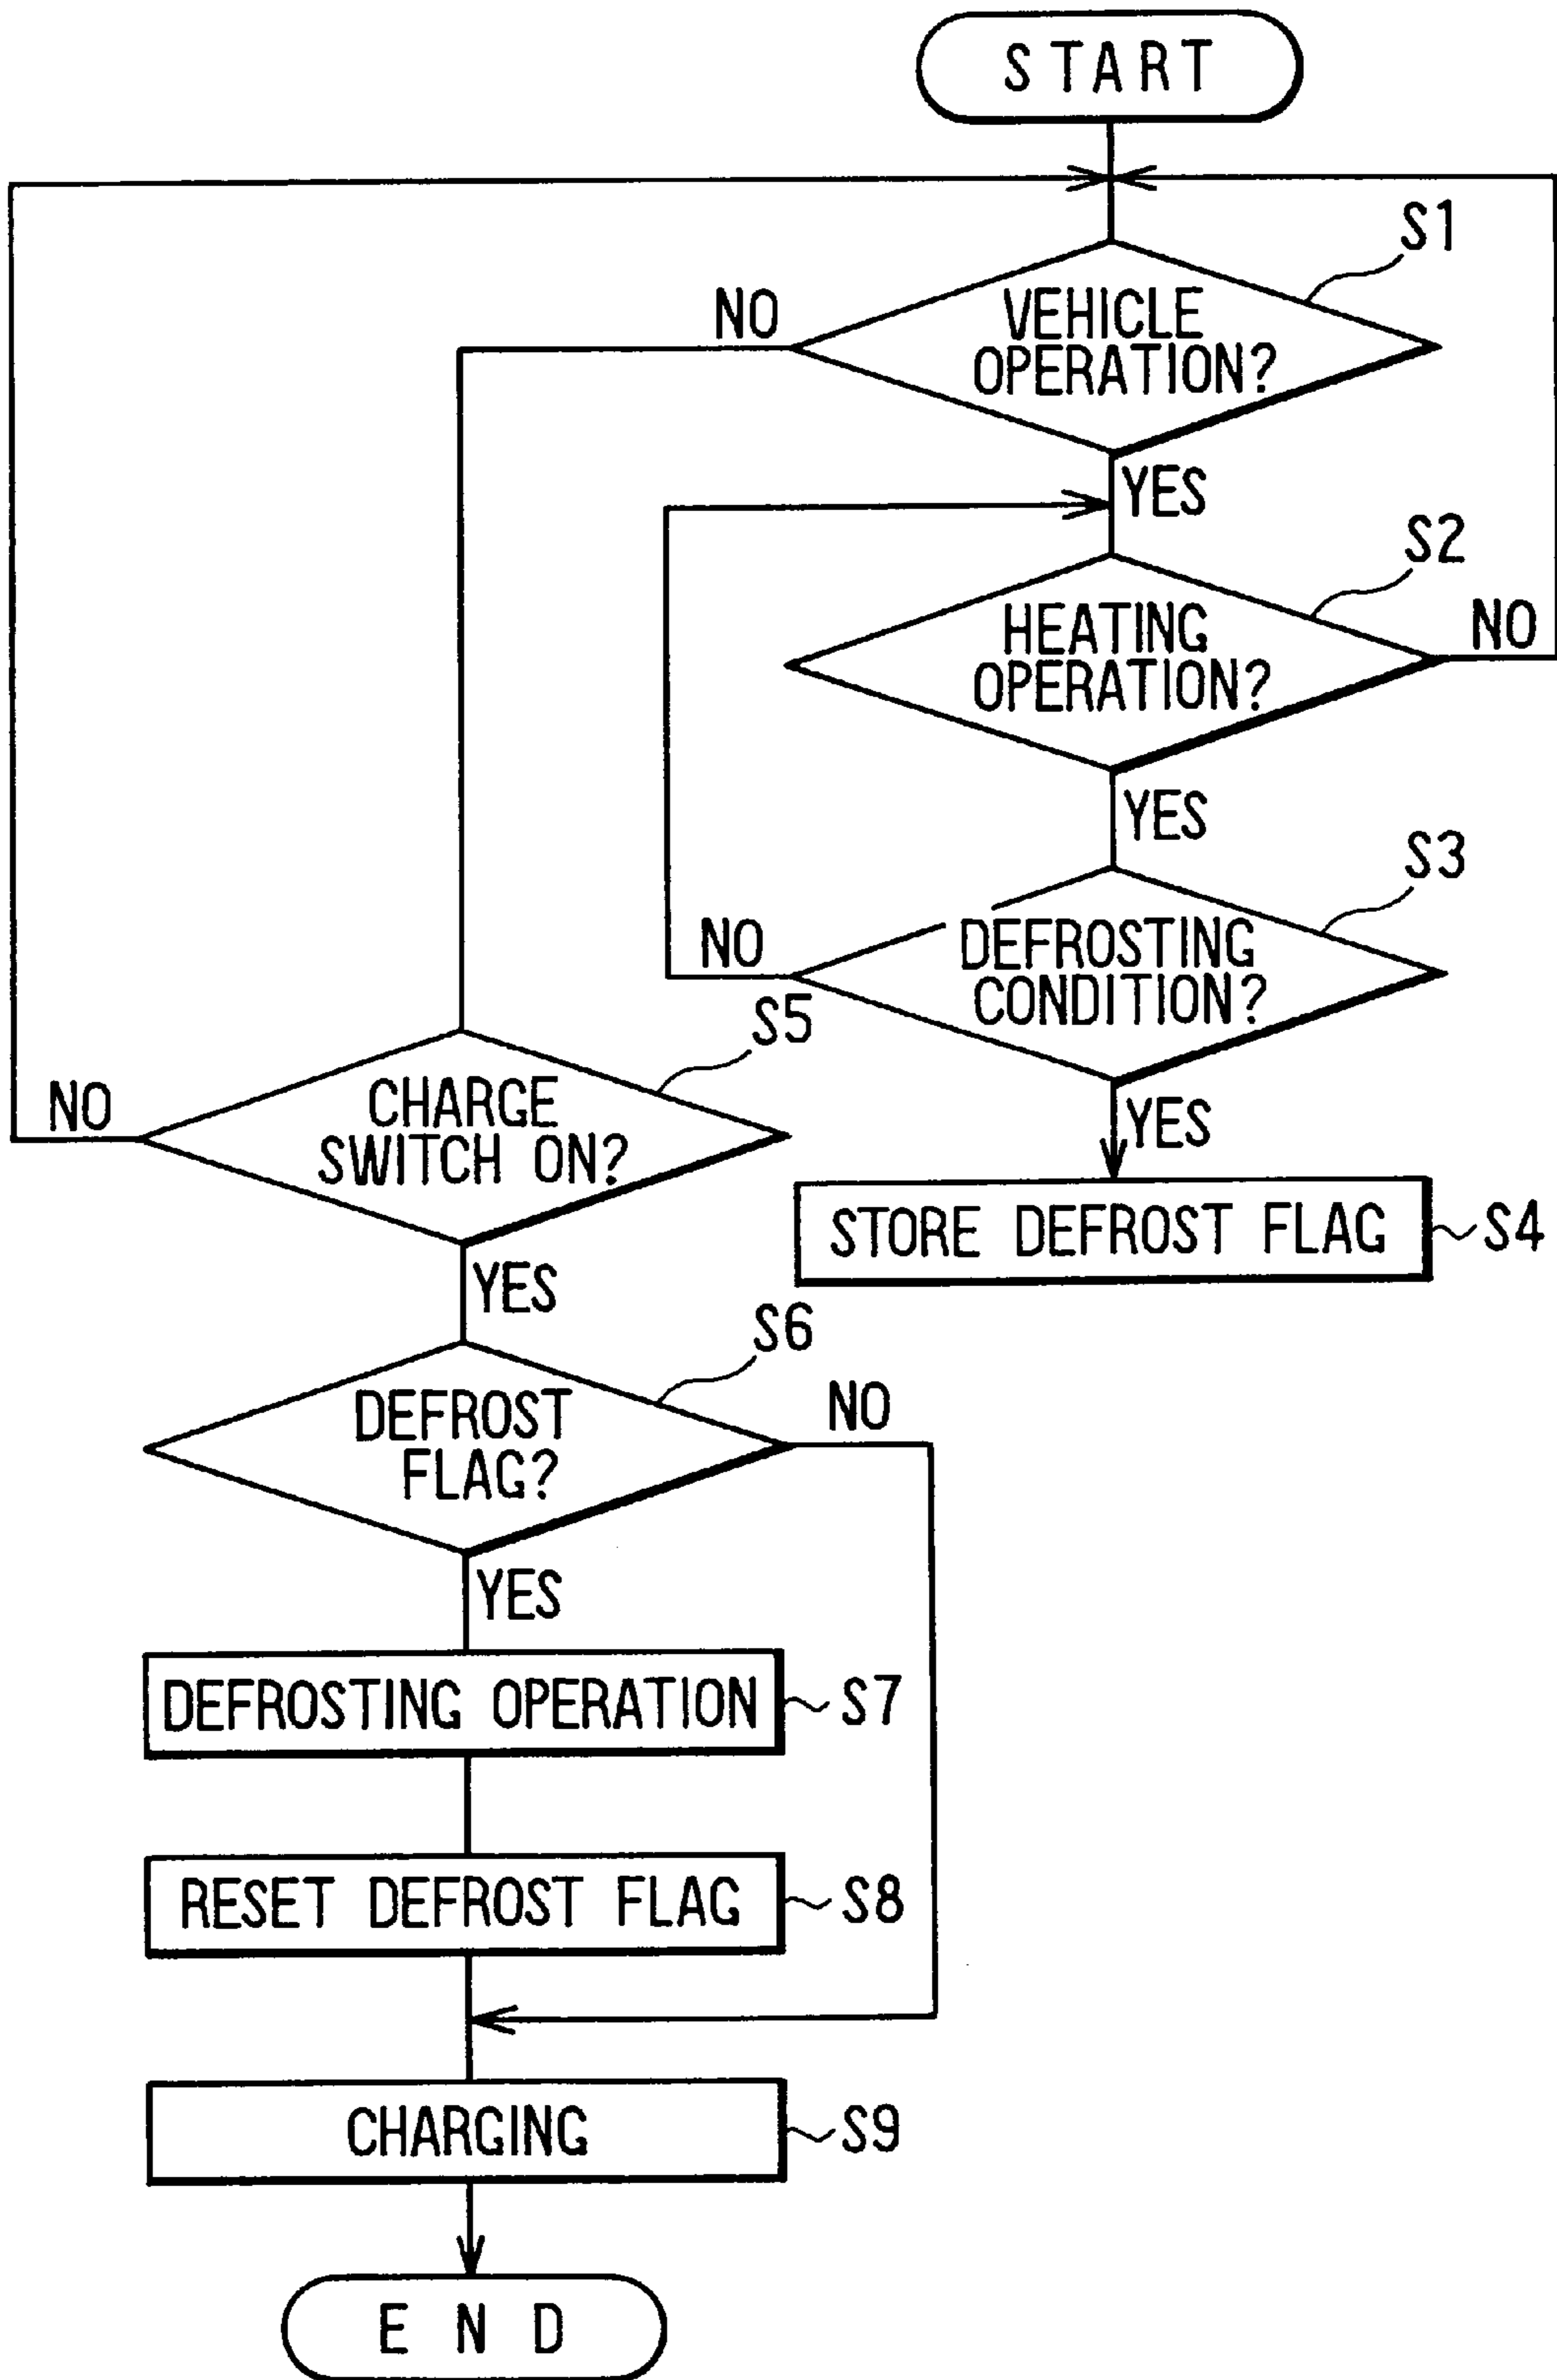 START
S1
NO
VEHICLE
OPERATION?
YES
S2
HEATING
OPERATION?
NO
YES
S3
NO
DEFROSTING
CONDITION?
YES
STORE DEFROST FLAG
S4
S5
NO
CHARGE
SWITCH ON?
YES
S6
DEFROST
FLAG?
NO
YES
DEFROSTING OPERATION
S7
RESET DEFROST FLAG
S8
CHARGING
S9
END